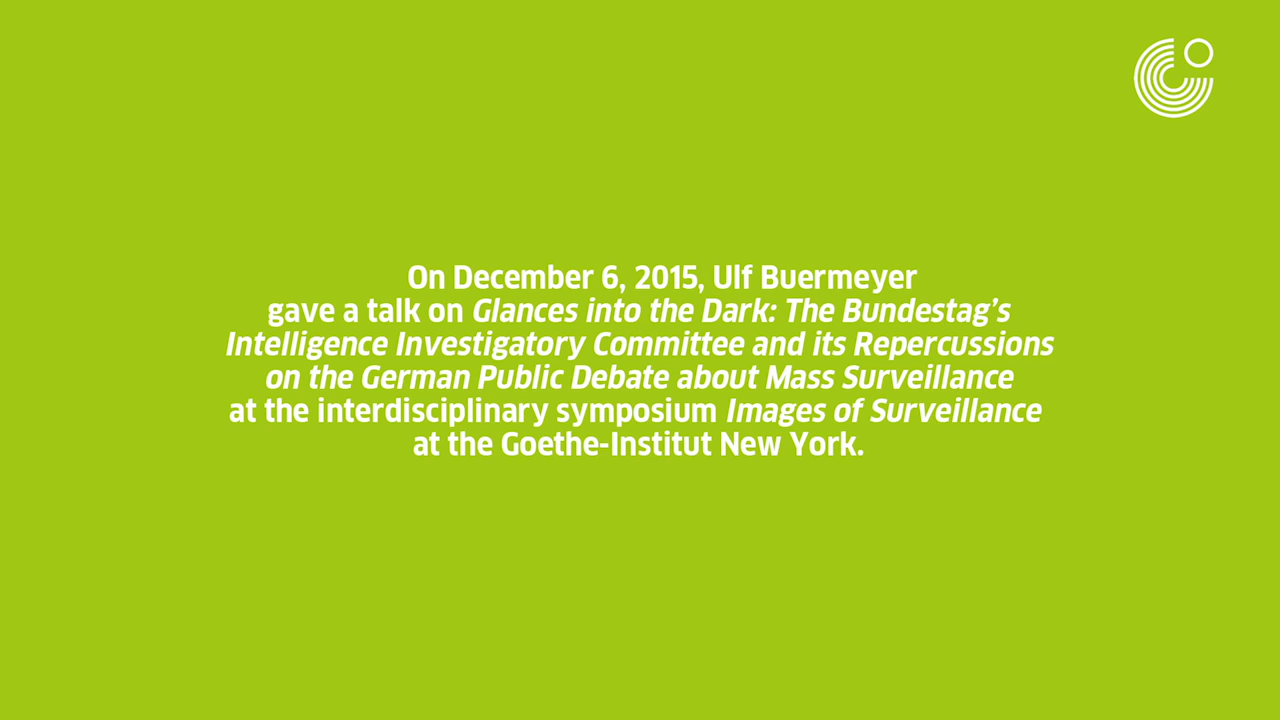 On December 6, 2015, Ulf Buermeyer
gave a talk on Glances into the Dark: The Bundestag’s
Intelligence Investigatory Committee and its Repercussions
on the German Public Debate about Mass Surveillance
at the interdisciplinary symposium Images of Surveillance
at the Goethe-Institut New York.